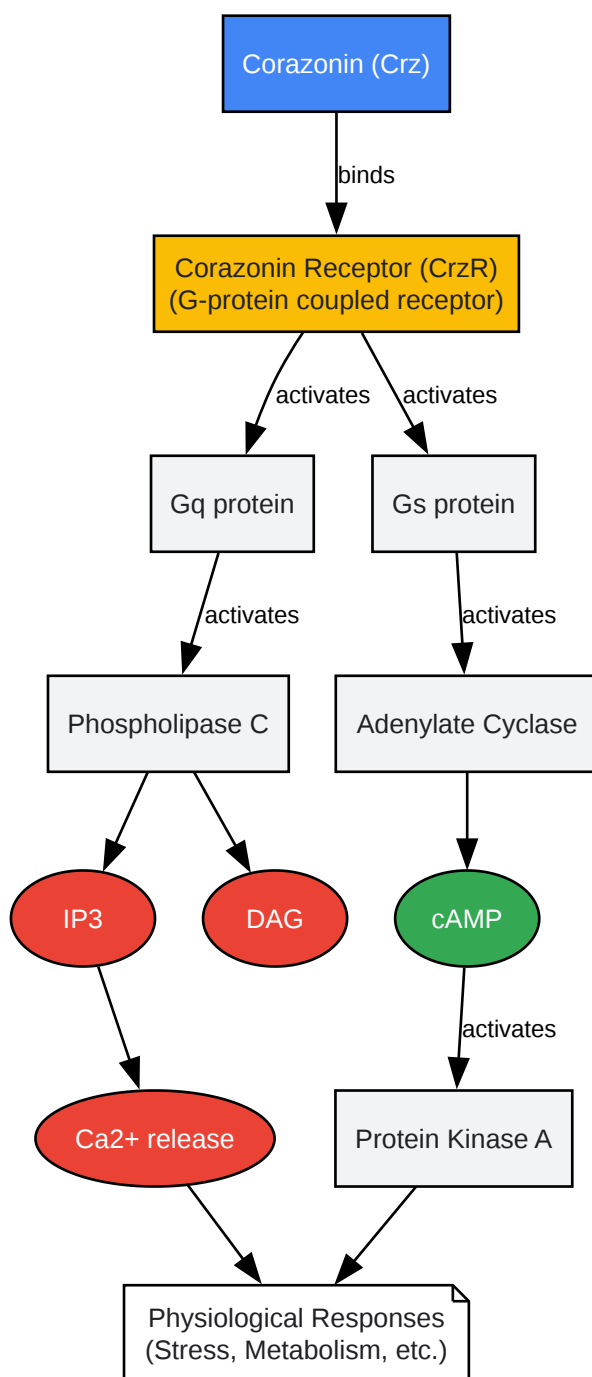 Corazonin (Crz)
binds
Corazonin Receptor (CrzR)
(G-protein coupled receptor)
activates
activates
Gq protein
Gs protein
activates
activates
Phospholipase C
Adenylate Cyclase
IP3
DAG
cAMP
activates
Ca2+ release
Protein Kinase A
Physiological Responses
(Stress, Metabolism, etc.)